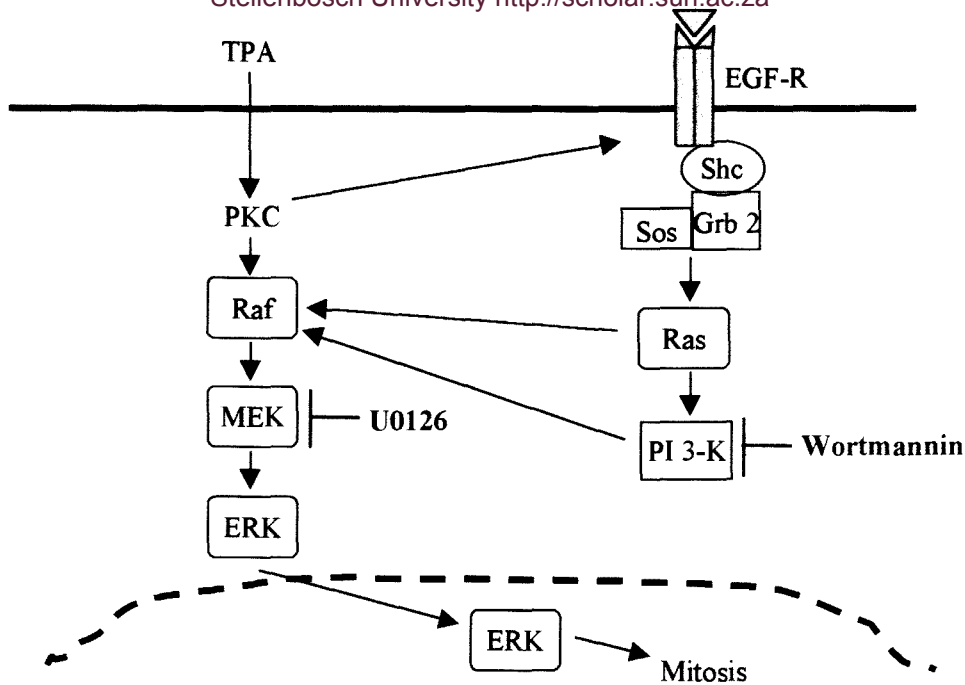 Stellenbosch University http://scholar.sun.ac.za
TPA
EGF-R
Shc
PKC
Sos
Grb 2
Raf
Ras
MEK
U0126
PI 3-K
Wortmannin
ERK
ERK
Mitosis